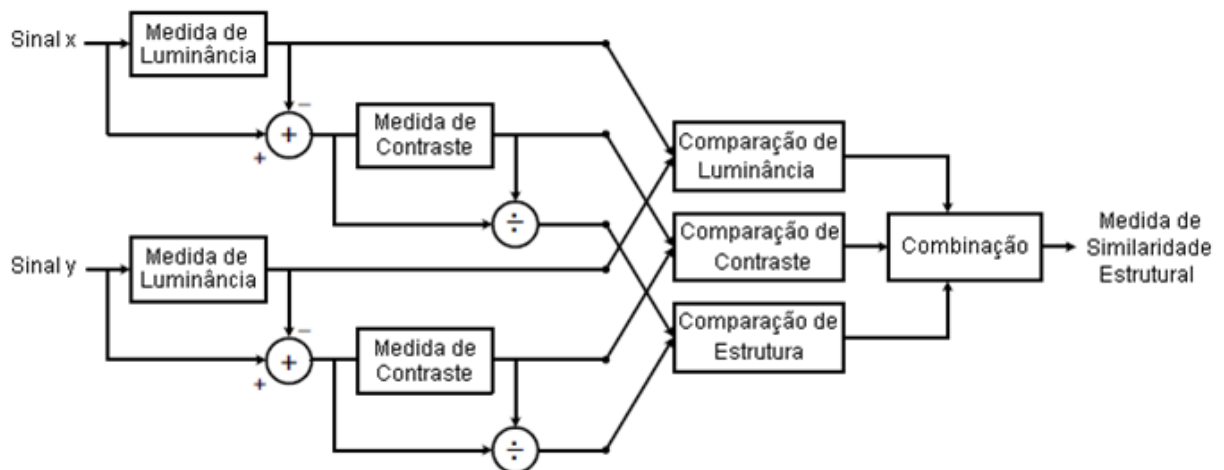 Sinal x
Medida de
Luminância
−
+
+
Medida de
Contraste
÷
Sinal y
Medida de
Luminância
−
+
+
Medida de
Contraste
÷
Comparação de
Luminância
Comparação de
Contraste
Comparação de
Estrutura
Combinação
Medida de
Similaridade
Estrutural